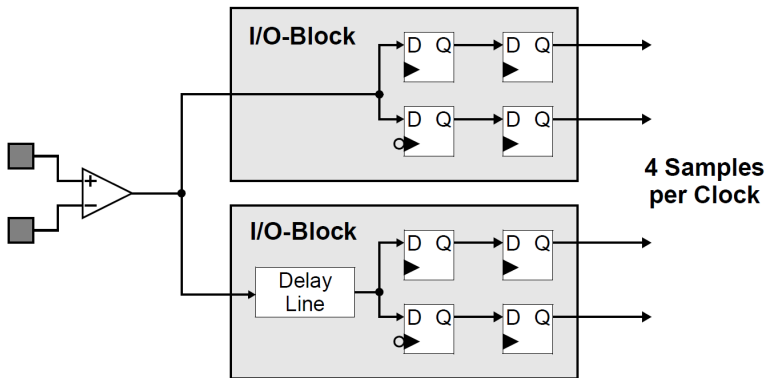 I/O-Block
D Q D Q
D Q D Q
+
−
4 Samples
per Clock
I/O-Block
D Q D Q
Delay
Line
D Q D Q